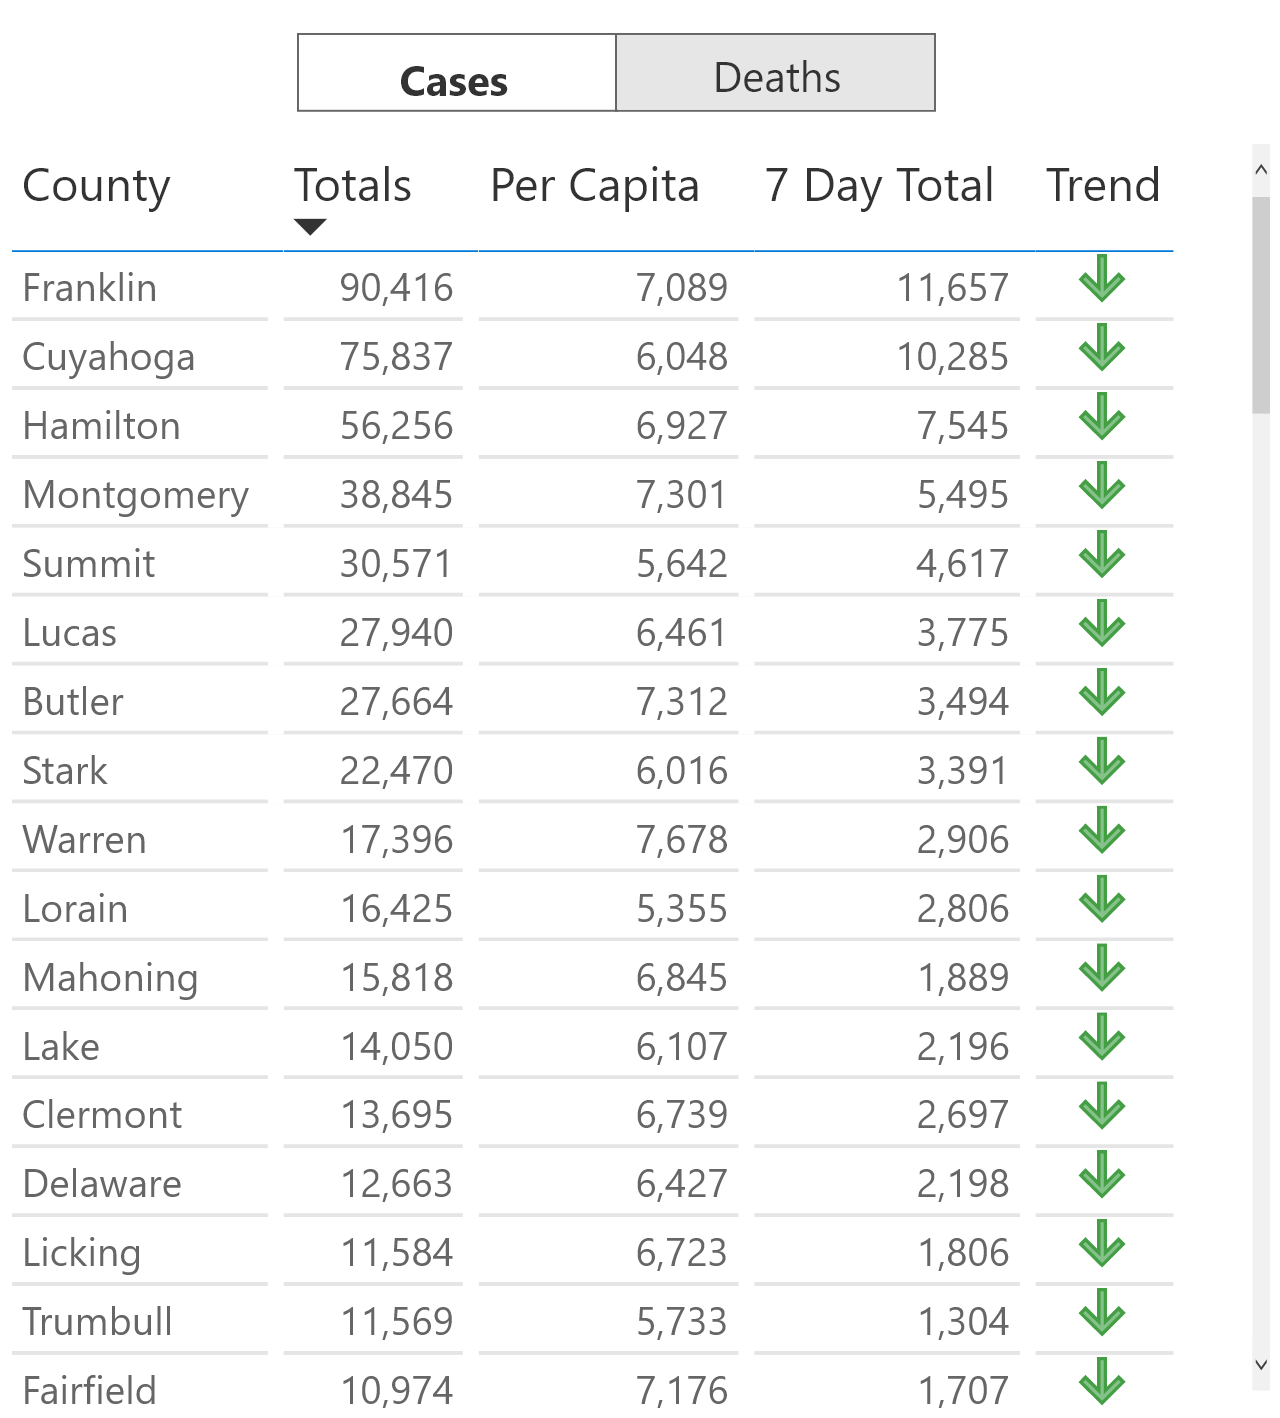 Cases Deaths
County Totals Per Capita 7 Day Total Trend
Franklin 90,416 7,089 11,657
Cuyahoga 75,837 6,048 10,285
Hamilton 56,256 6,927 7,545
Montgomery 38,845 7,301 5,495
Summit 30,571 5,642 4,617
Lucas 27,940 6,461 3,775
Butler 27,664 7,312 3,494
Stark 22,470 6,016 3,391
Warren 17,396 7,678 2,906
Lorain 16,425 5,355 2,806
Mahoning 15,818 6,845 1,889
Lake 14,050 6,107 2,196
Clermont 13,695 6,739 2,697
Delaware 12,663 6,427 2,198
Licking 11,584 6,723 1,806
Trumbull 11,569 5,733 1,304
Fairfield 10,974 7,176 1,707